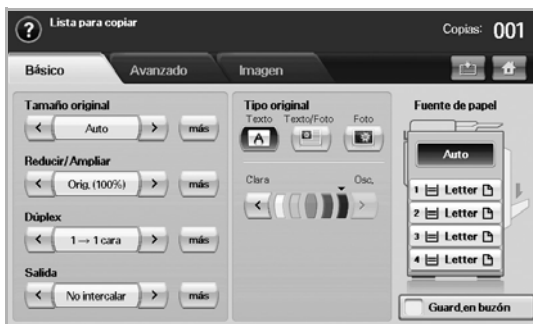 ? Lista para copiar
Copias: 001
Básico
Avanzado
Imagen
Tamaño original
Auto
más
Reducir/Ampliar
Orig. (100%)
más
Dúplex
1 → 1 cara
más
Salida
No intercalar
más
Tipo original
Texto Texto/Foto Foto
A
Clara Osc.
Fuente de papel
Auto
1 Letter
2 Letter
3 Letter
4 Letter
Guard,en buzón